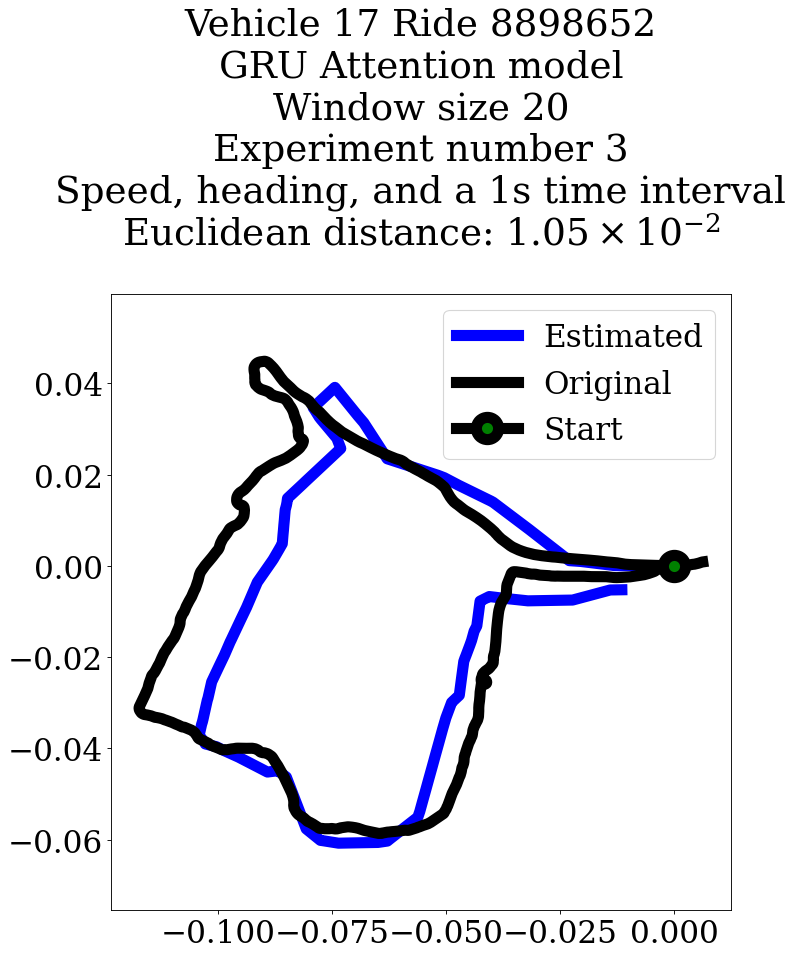 Vehicle 17 Ride 8898652
GRU Attention model
Window size 20
Experiment number 3
Speed, heading, and a 1s time interval
Euclidean distance: 1.05 × 10⁻²
Estimated
Original
Start
0.04
0.02
0.00
−0.02
−0.04
−0.06
−0.100 −0.075 −0.050 −0.025 0.000